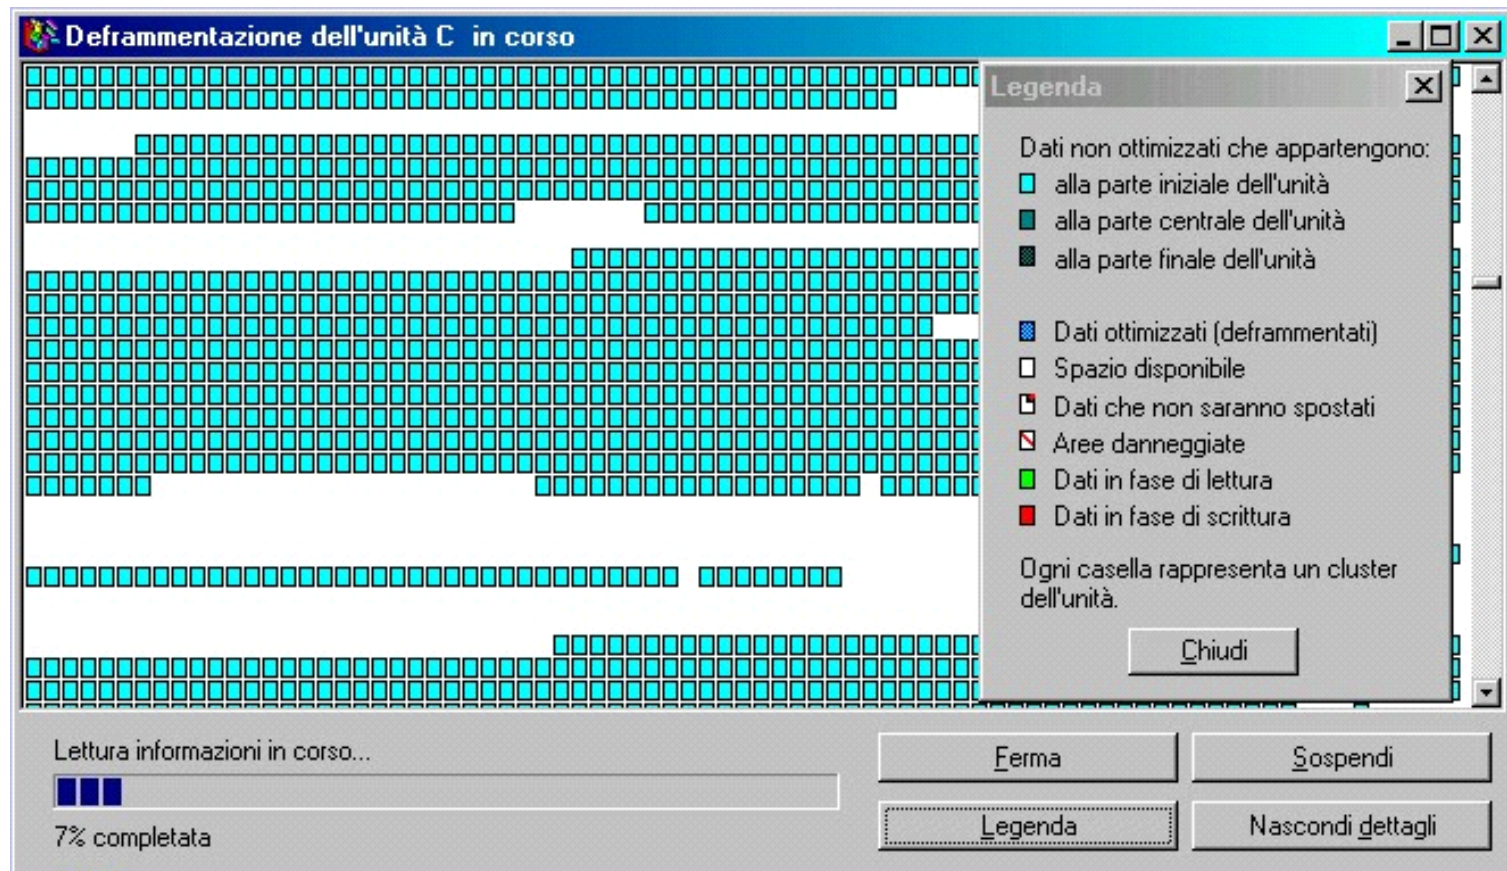 Deframmentazione dell'unità C in corso
Legenda
Dati non ottimizzati che appartengono:
alla parte iniziale dell'unità
alla parte centrale dell'unità
alla parte finale dell'unità
Dati ottimizzati (deframmentati)
Spazio disponibile
Dati che non saranno spostati
Aree danneggiate
Dati in fase di lettura
Dati in fase di scrittura
Ogni casella rappresenta un cluster
dell'unità.
Chiudi
Lettura informazioni in corso...
7% completata
Ferma
Sospendi
Legenda
Nascondi dettagli